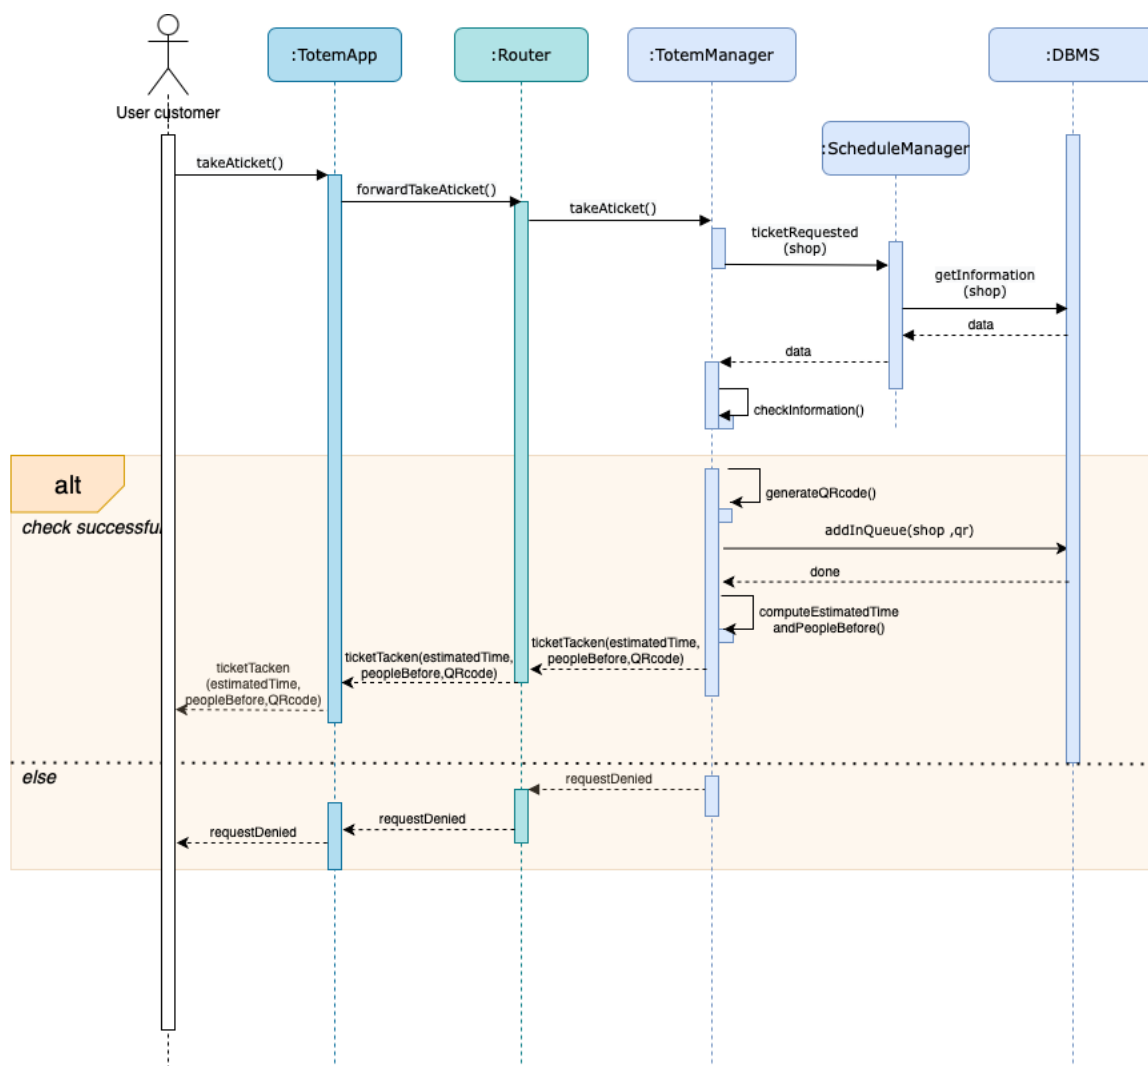 :TotemApp
:Router
:TotemManager
:DBMS
User customer
:ScheduleManager
takeAticket()
forwardTakeAticket()
takeAticket()
ticketRequested
(shop)
getInformation
(shop)
data
data
checkInformation()
alt
check successful
generateQRcode()
addInQueue(shop ,qr)
done
computeEstimatedTime
andPeopleBefore()
ticketTacken(estimatedTime,
peopleBefore,QRcode)
ticketTacken(estimatedTime,
peopleBefore,QRcode)
ticketTacken
(estimatedTime,
peopleBefore,QRcode)
else
requestDenied
requestDenied
requestDenied